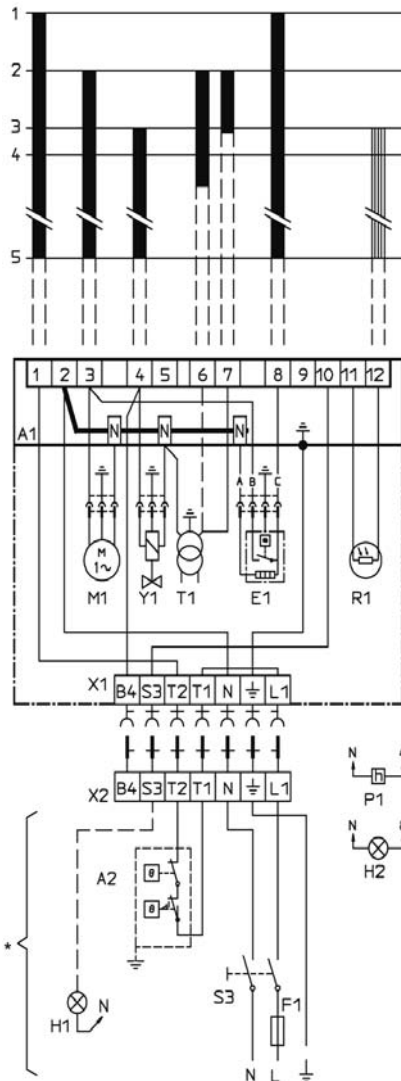 1
2
3
4
5
1 2 3 4 5 6 7 8 9 10 11 12
A1
N N N
A B C
M
1~
M1 Y1 T1 E1 R1
X1
B4 S3 T2 T1 N L1
X2
B4 S3 T2 T1 N L1
N
P1
N
H2
A2
θ
θ
*
H1
N
S3
F1
N L